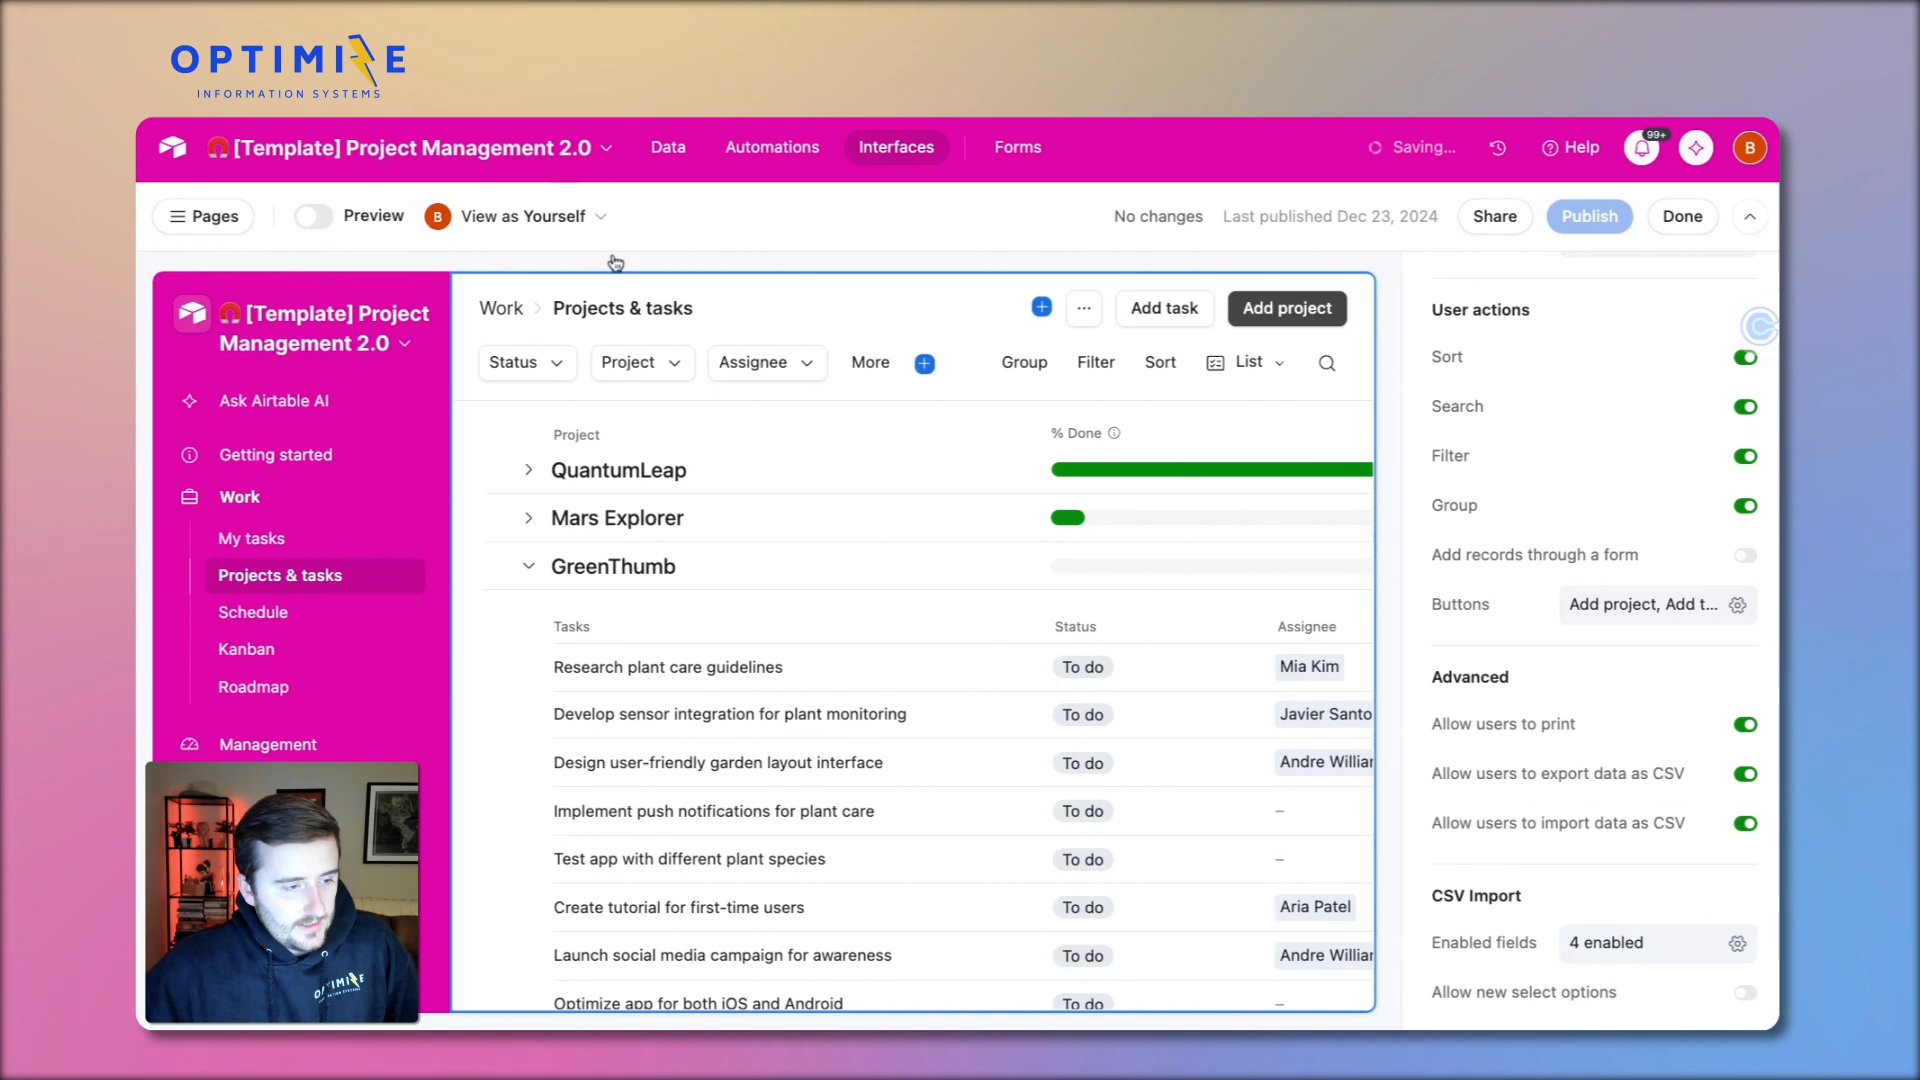 OPTIMIZE
INFORMATION SYSTEMS
[Template] Project Management 2.0
Data
Automations
Interfaces
Forms
Saving...
Help
99+
B
Pages
Preview
B
View as Yourself
No changes
Last published Dec 23, 2024
Share
Publish
Done
[Template] Project
Management 2.0
Ask Airtable AI
Getting started
Work
My tasks
Projects & tasks
Schedule
Kanban
Roadmap
Management
Work > Projects & tasks
Add task
Add project
Status
Project
Assignee
More
Group
Filter
Sort
List
Project
% Done
QuantumLeap
Mars Explorer
GreenThumb
Tasks
Status
Assignee
Research plant care guidelines
To do
Mia Kim
Develop sensor integration for plant monitoring
To do
Javier Santo
Design user-friendly garden layout interface
To do
Andre Willia
Implement push notifications for plant care
To do
–
Test app with different plant species
To do
–
Create tutorial for first-time users
To do
Aria Patel
Launch social media campaign for awareness
To do
Andre Willia
Optimize app for both iOS and Android
To do
–
User actions
Sort
Search
Filter
Group
Add records through a form
Buttons
Add project, Add t...
Advanced
Allow users to print
Allow users to export data as CSV
Allow users to import data as CSV
CSV Import
Enabled fields
4 enabled
Allow new select options